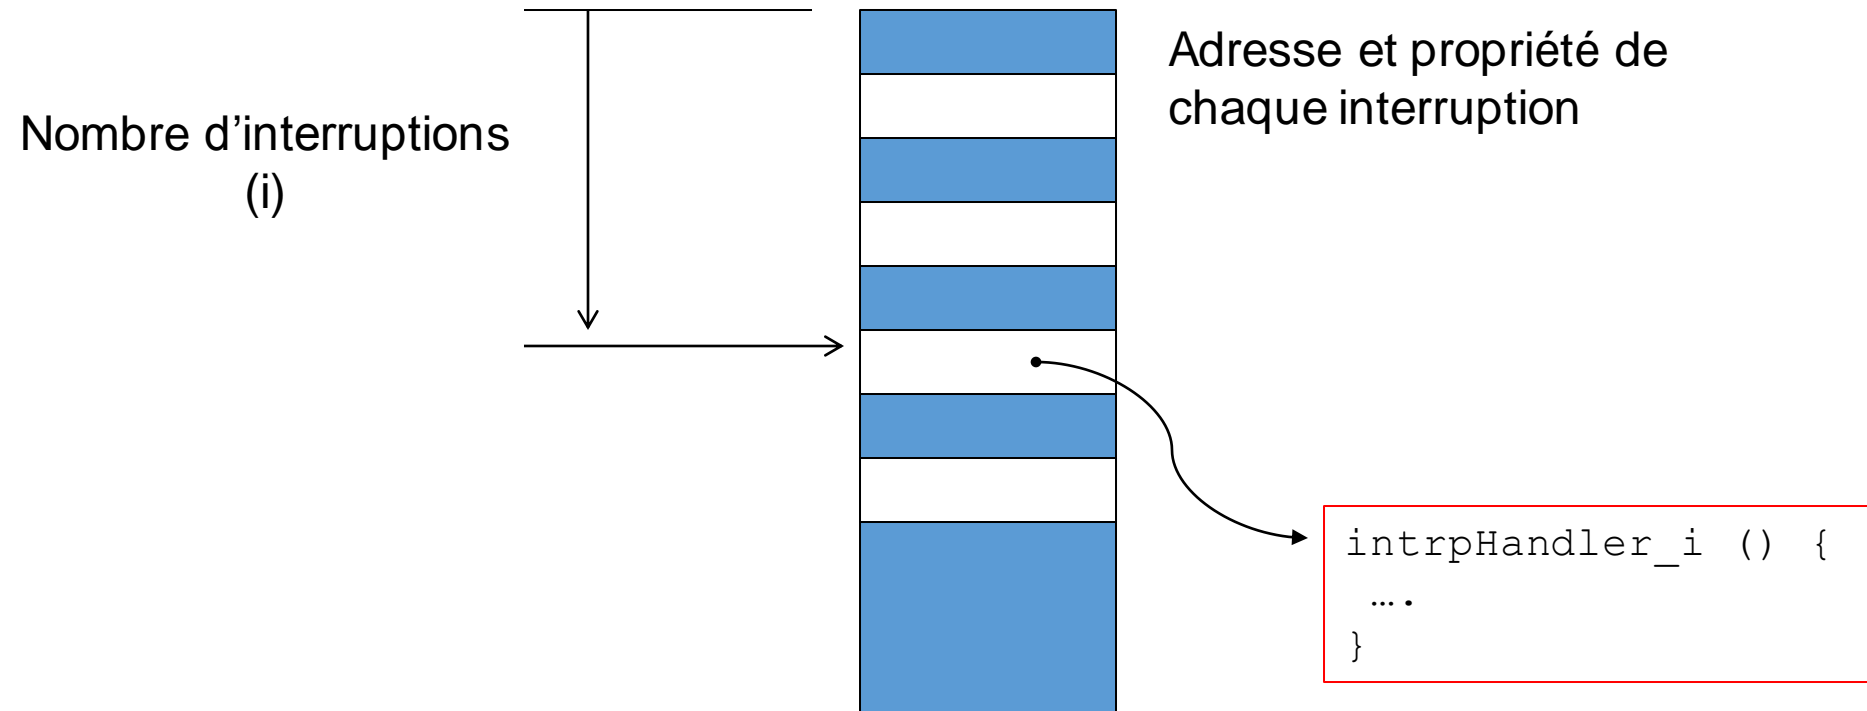 Nombre d’interruptions
(i)
Adresse et propriété de
chaque interruption
intrpHandler_i () {
….
}